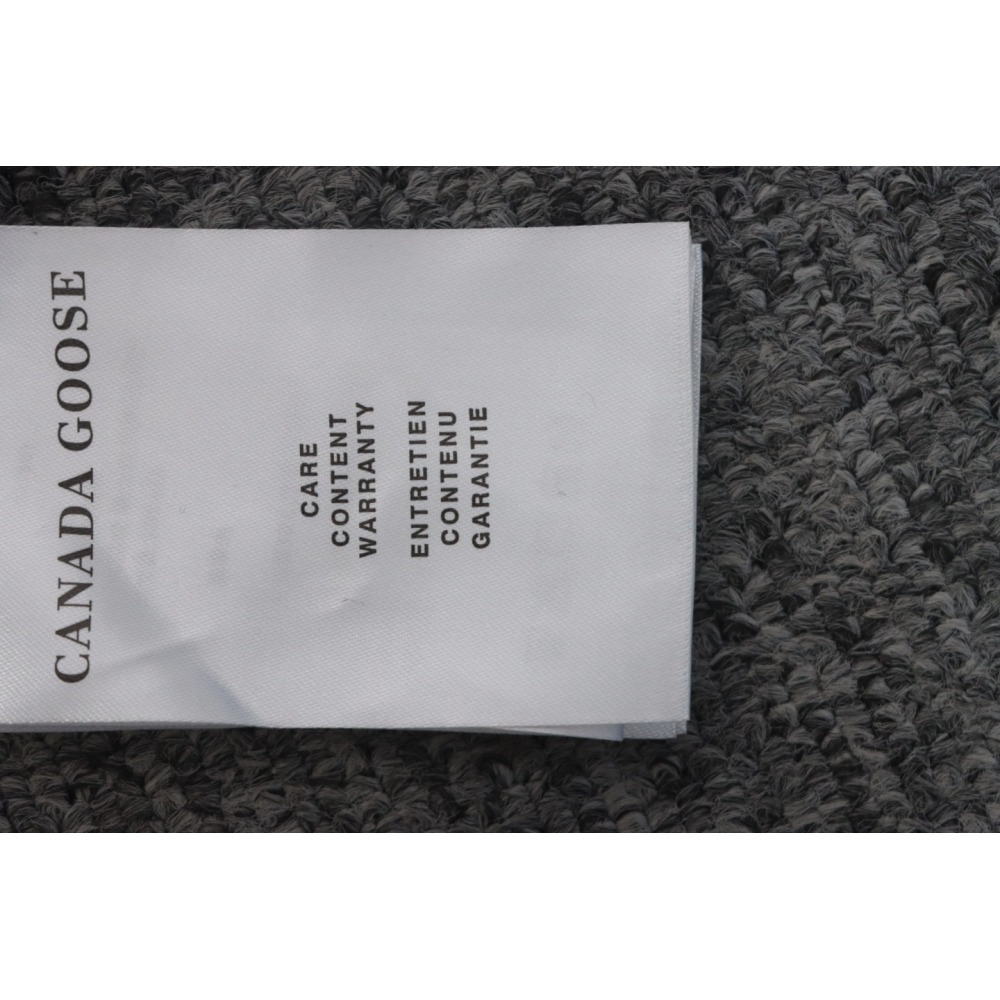 CANADA GOOSE
CARE
CONTENT
WARRANTY
ENTRETIEN
CONTENU
GARANTIE